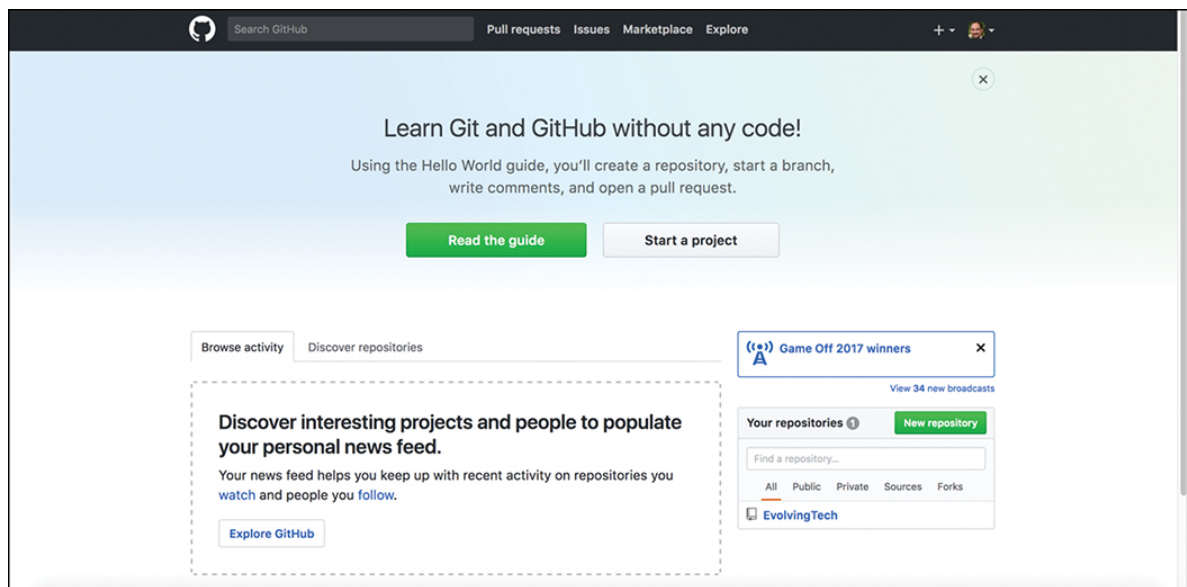 Search GitHub
Pull requests Issues Marketplace Explore
Learn Git and GitHub without any code!
Using the Hello World guide, you'll create a repository, start a branch,
write comments, and open a pull request.
Read the guide
Start a project
Browse activity
Discover repositories
Discover interesting projects and people to populate
your personal news feed.
Your news feed helps you keep up with recent activity on repositories you
watch and people you follow.
Explore GitHub
Game Off 2017 winners
View 34 new broadcasts
Your repositories 1
New repository
Find a repository...
All Public Private Sources Forks
EvolvingTech